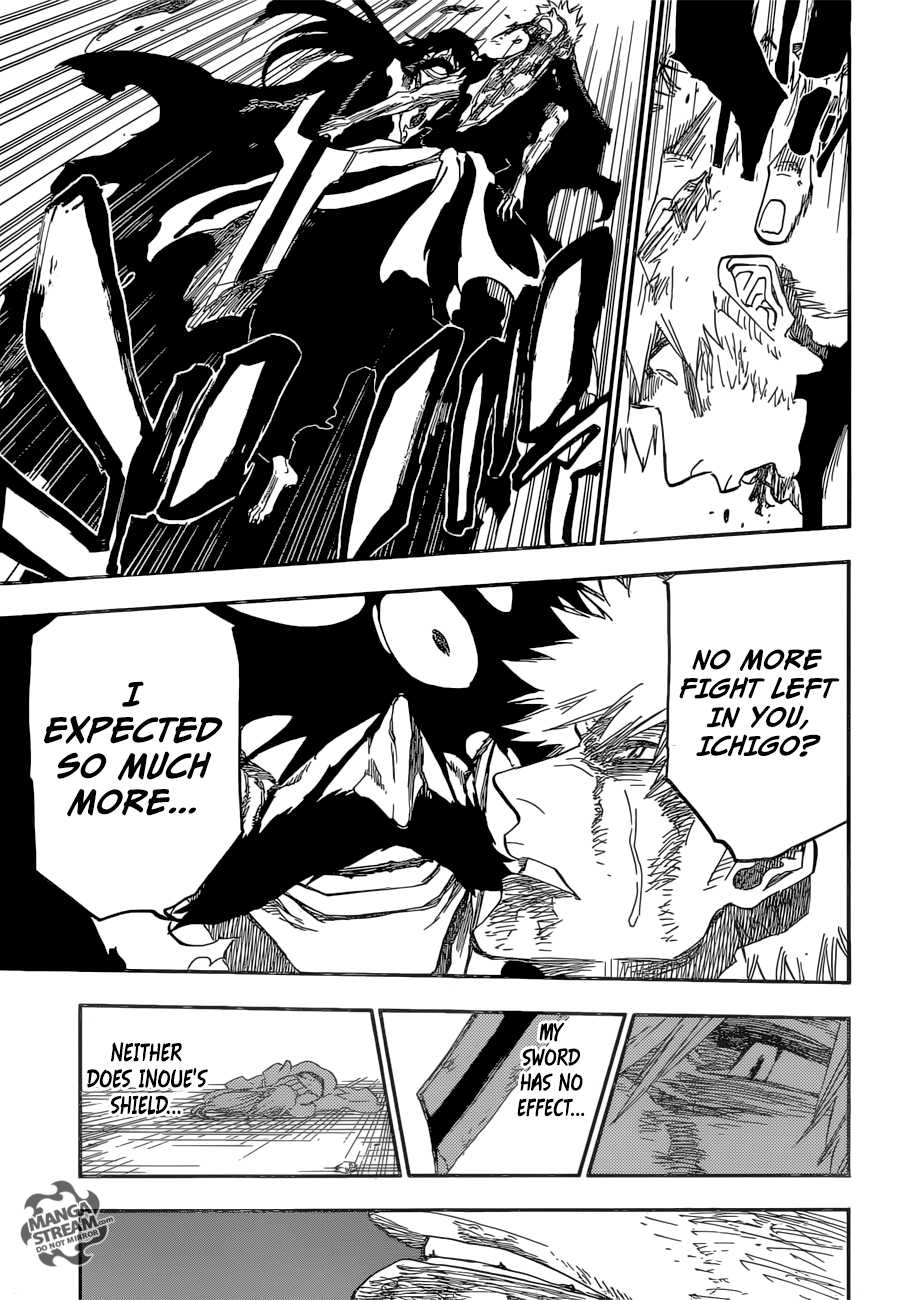 NO MORE
FIGHT LEFT
IN YOU,
ICHIGO?
I
EXPECTED
SO MUCH
MORE...
MY
SWORD
HAS NO
EFFECT...
NEITHER
DOES INOUE'S
SHIELD...
MANGA
STREAM.com
DO NOT MIRROR